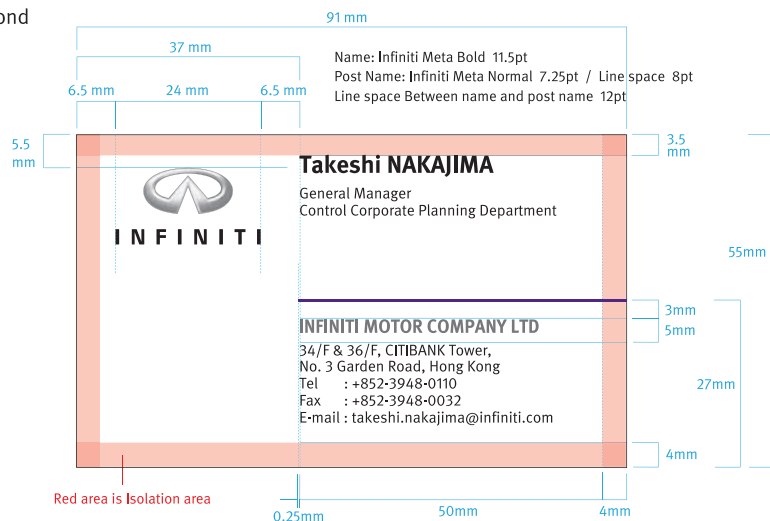 ond
91 mm
37 mm
Name: Infiniti Meta Bold 11.5pt
Post Name: Infiniti Meta Normal 7.25pt / Line space 8pt
Line space Between name and post name 12pt
6.5 mm
24 mm
6.5 mm
5.5
mm
3.5
mm
Takeshi NAKAJIMA
General Manager
Control Corporate Planning Department
INFINITI
55mm
3mm
INFINITI MOTOR COMPANY LTD
5mm
34/F & 36/F, CITIBANK Tower,
No. 3 Garden Road, Hong Kong
Tel : +852-3948-0110
27mm
Fax : +852-3948-0032
E-mail : takeshi.nakajima@infiniti.com
4mm
Red area is Isolation area
0.25mm
50mm
4mm